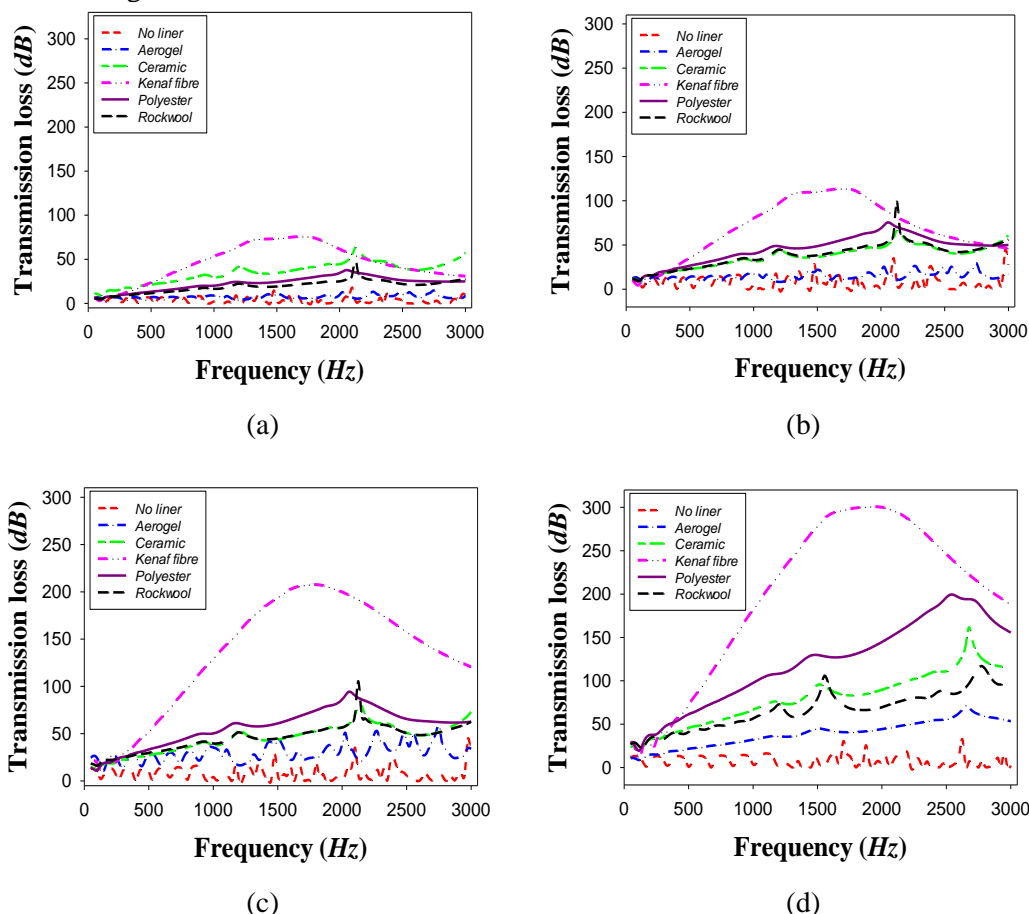 300
250
200
150
100
50
0
Transmission loss (dB)
No liner
Aerogel
Ceramic
Kenaf fibre
Polyester
Rockwool
0 500 1000 1500 2000 2500 3000
Frequency (Hz)
(a)
300
250
200
150
100
50
0
Transmission loss (dB)
No liner
Aerogel
Ceramic
Kenaf fibre
Polyester
Rockwool
0 500 1000 1500 2000 2500 3000
Frequency (Hz)
(b)
300
250
200
150
100
50
0
Transmission loss (dB)
No liner
Aerogel
Ceramic
Kenaf fibre
Polyester
Rockwool
0 500 1000 1500 2000 2500 3000
Frequency (Hz)
(c)
300
250
200
150
100
50
0
Transmission loss (dB)
No liner
Aerogel
Ceramic
Kenaf fibre
Polyester
Rockwool
0 500 1000 1500 2000 2500 3000
Frequency (Hz)
(d)